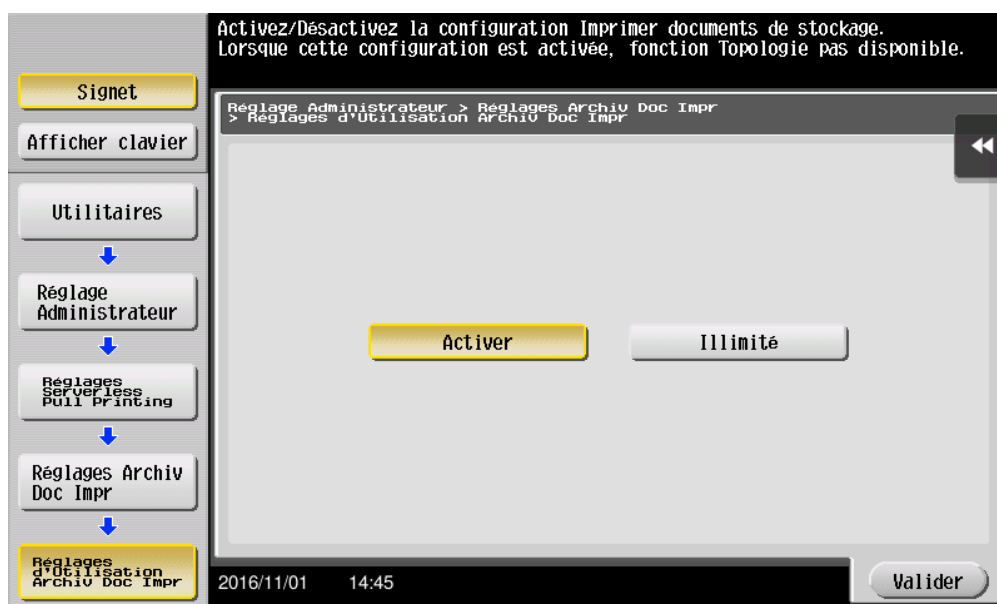 Activez/Désactivez la configuration Imprimer documents de stockage.
Lorsque cette configuration est activée, fonction Topologie pas disponible.
Signet
Afficher clavier
Utilitaires
Réglage
Administrateur
Réglages
Serverless
Pull Printing
Réglages Archiv
Doc Impr
Réglages
d'Utilisation
Archiv Doc Impr
Réglage Administrateur > Réglages Archiv Doc Impr
> Réglages d'Utilisation Archiv Doc Impr
Activer
Illimité
2016/11/01 14:45
Valider